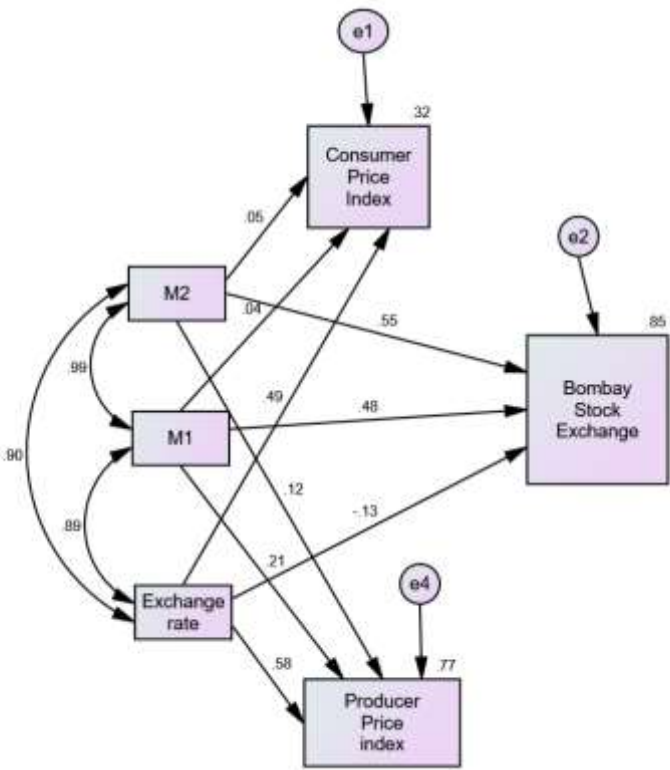 e1
32
Consumer
Price
Index
.05
e2
M2
.04
.55
85
.99
Bombay
Stock
Exchange
.49
.48
M1
.90
.12
-.13
.89
.21
e4
Exchange
rate
.58
.77
Producer
Price
index